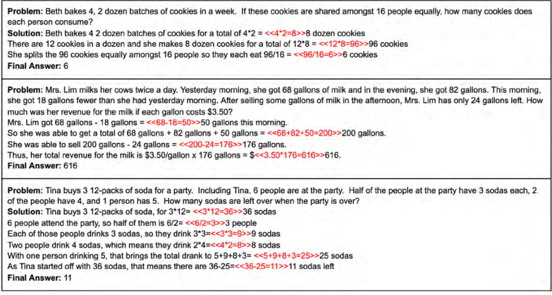 Problem: Beth bakes 4, 2 dozen batches of cookies in a week. If these cookies are shared amongst 16 people equally, how many cookies does
each person consume?
Solution: Beth bakes 4 2 dozen batches of cookies for a total of 4*2 = <<4*2=8>>8 dozen cookies
There are 12 cookies in a dozen and she makes 8 dozen cookies for a total of 12*8 = <<12*8=96>>96 cookies
She splits the 96 cookies equally amongst 16 people so they each eat 96/16 = <<96/16=6>>6 cookies
Final Answer: 6
Problem: Mrs. Lim milks her cows twice a day. Yesterday morning, she got 68 gallons of milk and in the evening, she got 82 gallons. This morning,
she got 18 gallons fewer than she had yesterday morning. After selling some gallons of milk in the afternoon, Mrs. Lim has only 24 gallons left. How
much was her revenue for the milk if each gallon costs $3.50?
Mrs. Lim got 68 gallons - 18 gallons = <<68-18=50>>50 gallons this morning.
So she was able to get a total of 68 gallons + 82 gallons + 50 gallons = <<68+82+50=200>>200 gallons.
She was able to sell 200 gallons - 24 gallons = <<200-24=176>>176 gallons.
Thus, her total revenue for the milk is $3.50/gallon x 176 gallons = $<<3.50*176=616>>616.
Final Answer: 616
Problem: Tina buys 3 12-packs of soda for a party. Including Tina, 6 people are at the party. Half of the people at the party have 3 sodas each, 2
of the people have 4, and 1 person has 5. How many sodas are left over when the party is over?
Solution: Tina buys 3 12-packs of soda, for 3*12= <<3*12=36>>36 sodas
6 people attend the party, so half of them is 6/2= <<6/2=3>>3 people
Each of those people drinks 3 sodas, so they drink 3*3=<<3*3=9>>9 sodas
Two people drink 4 sodas, which means they drink 2*4=<<4*2=8>>8 sodas
With one person drinking 5, that brings the total drank to 5+9+8+3= <<5+9+8+3=25>>25 sodas
As Tina started off with 36 sodas, that means there are 36-25=<<36-25=11>>11 sodas left
Final Answer: 11